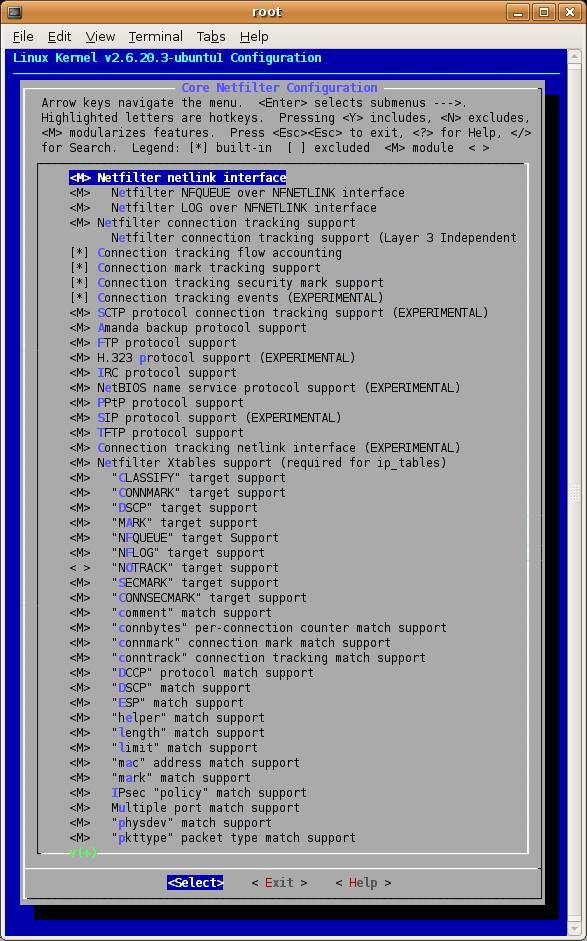 root
File Edit View Terminal Tabs Help
Linux Kernel v2.6.20.3-ubuntu1 Configuration
Core Netfilter Configuration
Arrow keys navigate the menu.  <Enter> selects submenus --->.
Highlighted letters are hotkeys.  Pressing <Y> includes, <N> excludes,
<M> modularizes features.  Press <Esc><Esc> to exit, <?> for Help, </>
for Search.  Legend: [*] built-in  [ ] excluded  <M> module  < >
<M> Netfilter netlink interface
<M>   Netfilter NFQUEUE over NFNETLINK interface
<M>   Netfilter LOG over NFNETLINK interface
<M> Netfilter connection tracking support
Netfilter connection tracking support (Layer 3 Independent
[*] Connection tracking flow accounting
[*] Connection mark tracking support
[*] Connection tracking security mark support
[*] Connection tracking events (EXPERIMENTAL)
<M> SCTP protocol connection tracking support (EXPERIMENTAL)
<M> Amanda backup protocol support
<M> FTP protocol support
<M> H.323 protocol support (EXPERIMENTAL)
<M> IRC protocol support
<M> NetBIOS name service protocol support (EXPERIMENTAL)
<M> PPtP protocol support
<M> SIP protocol support (EXPERIMENTAL)
<M> TFTP protocol support
<M> Connection tracking netlink interface (EXPERIMENTAL)
<M> Netfilter Xtables support (required for ip_tables)
<M>   "CLASSIFY" target support
<M>   "CONNMARK" target support
<M>   "DSCP" target support
<M>   "MARK" target support
<M>   "NFQUEUE" target Support
<M>   "NFLOG" target support
< >   "NOTRACK" target support
<M>   "SECMARK" target support
<M>   "CONNSECMARK" target support
<M>   "comment" match support
<M>   "connbytes" per-connection counter match support
<M>   "connmark" connection mark match support
<M>   "conntrack" connection tracking match support
<M>   "DCCP" protocol match support
<M>   "DSCP" match support
<M>   "ESP" match support
<M>   "helper" match support
<M>   "length" match support
<M>   "limit" match support
<M>   "mac" address match support
<M>   "mark" match support
<M>   IPsec "policy" match support
<M>   Multiple port match support
<M>   "physdev" match support
<M>   "pkttype" packet type match support
v(+)
<Select>    < Exit >    < Help >